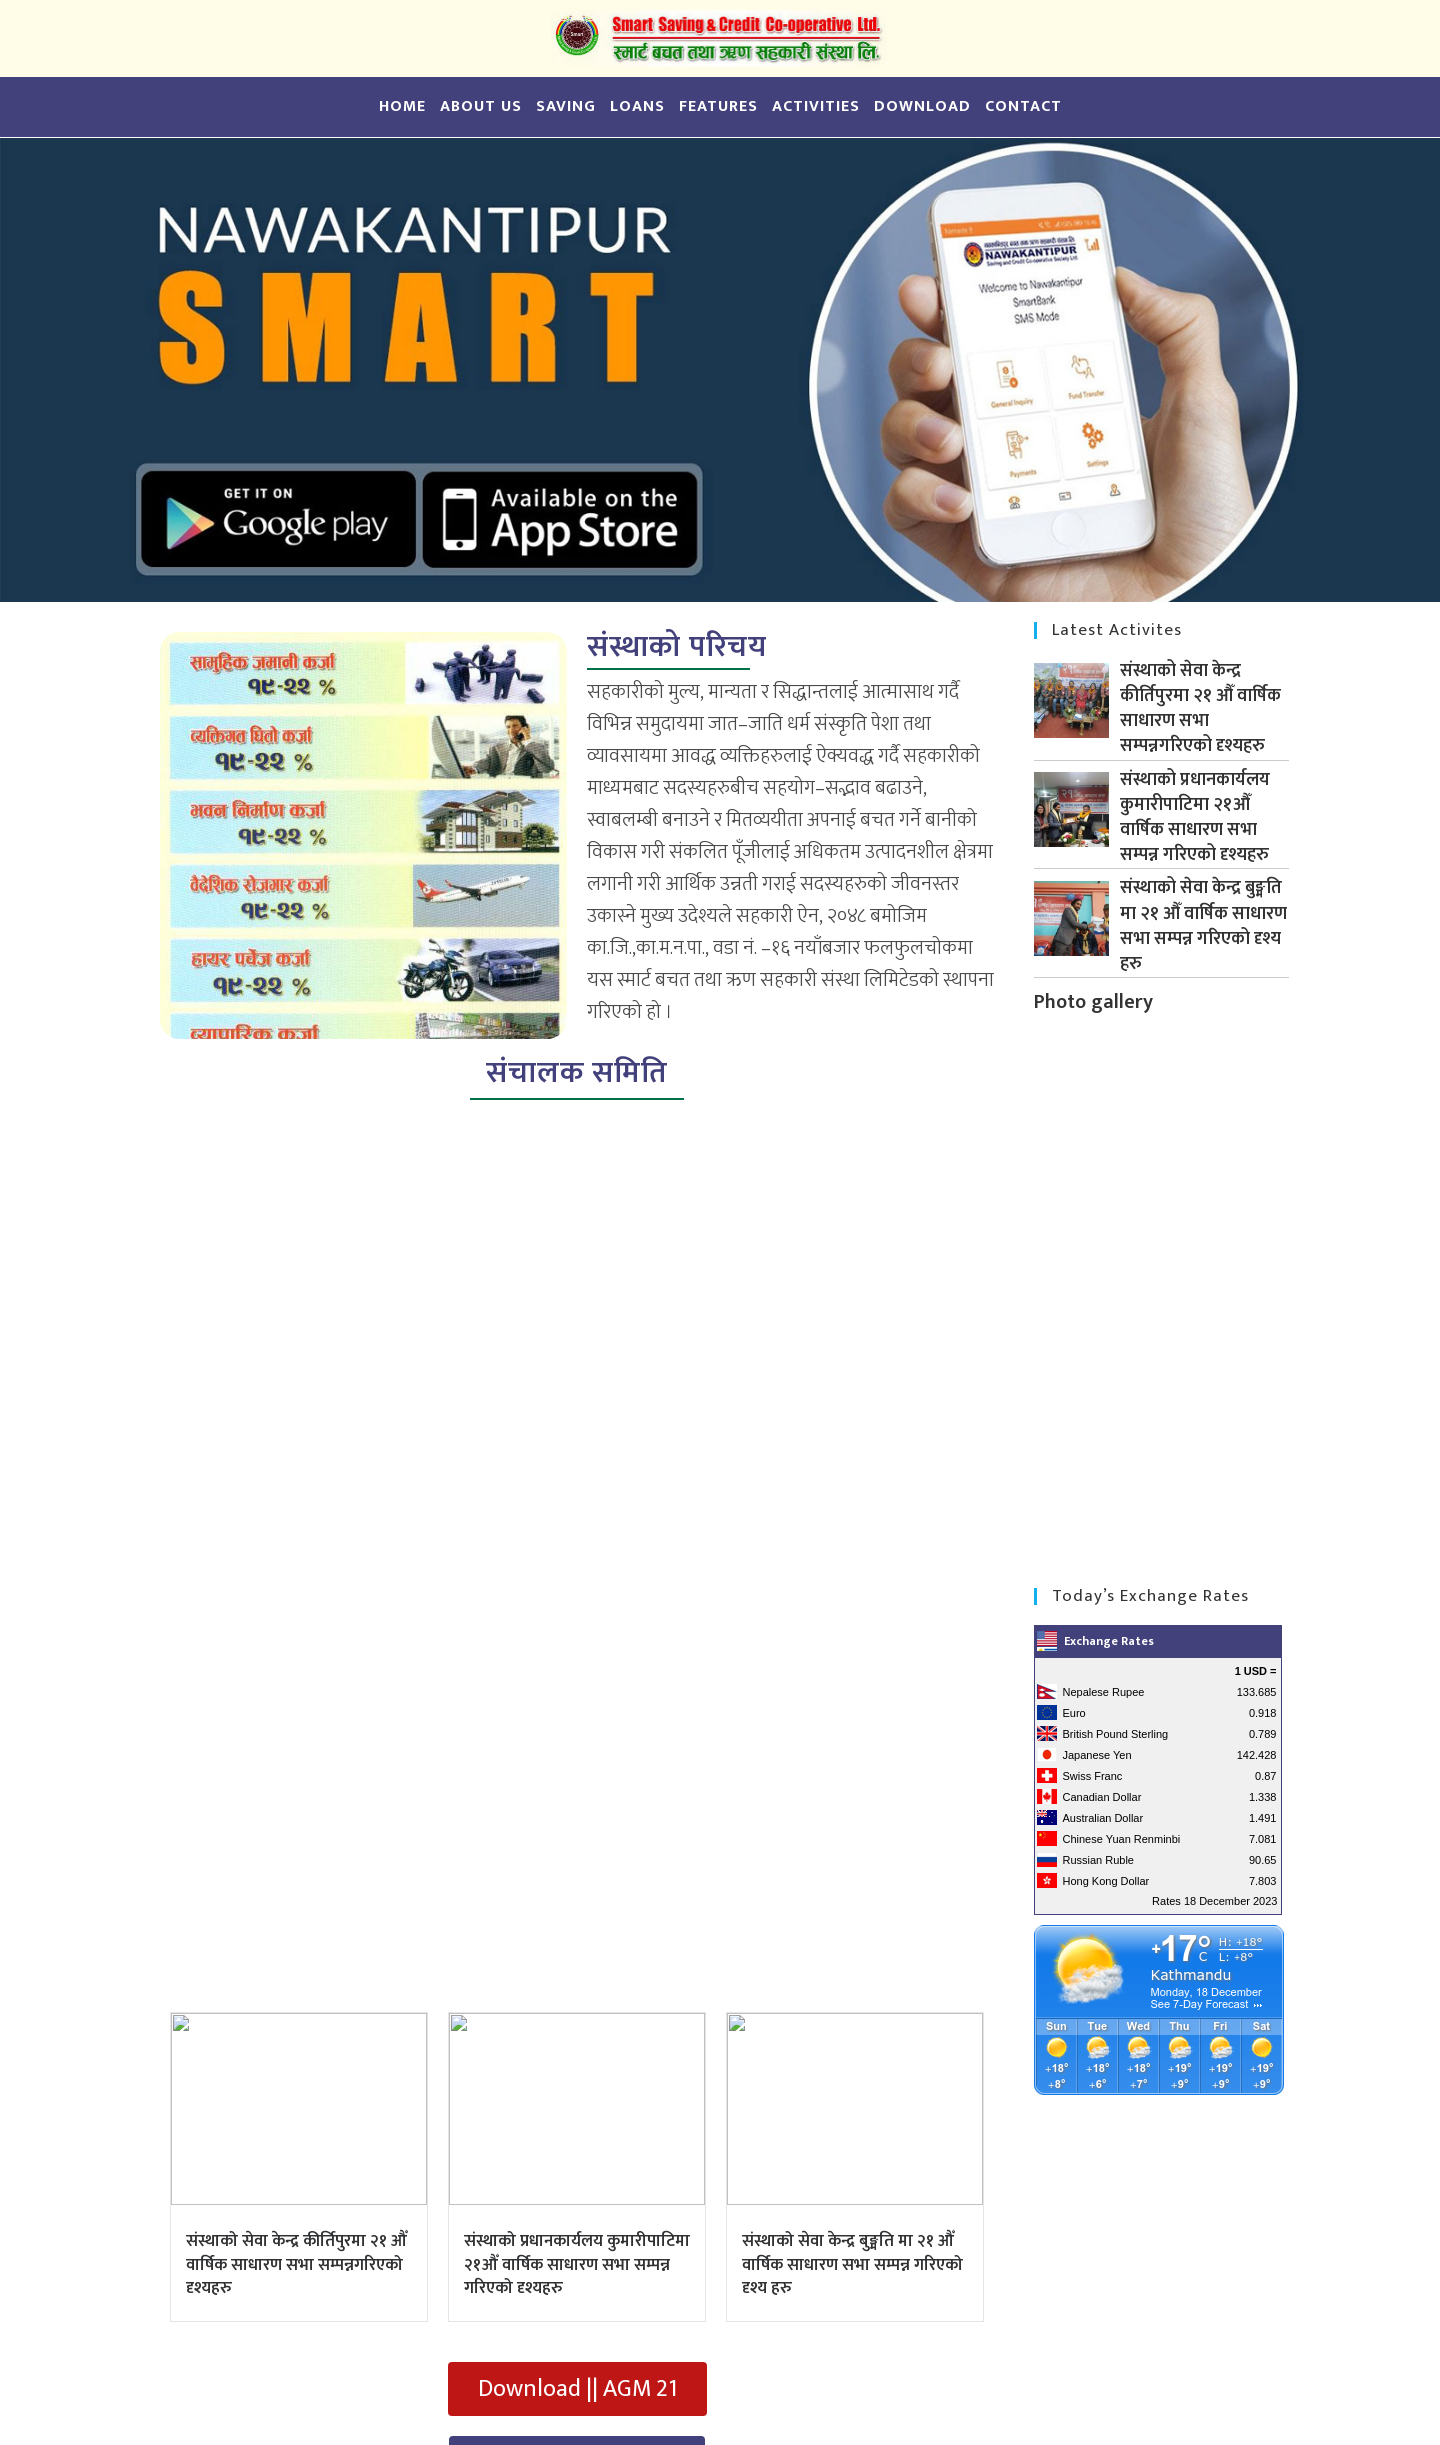 Smart Saving & Credit Co-operative Ltd.
स्मार्ट बचत तथा ऋण सहकारी संस्था लि.
HOME ABOUT US SAVING LOANS FEATURES ACTIVITIES DOWNLOAD CONTACT
NAWAKANTIPUR
SMART
GET IT ON
Google play
Available on the
App Store
NAWAKANTIPUR
Saving and Credit Co-operative Society Ltd.
Welcome to Nawakantipur
SmartBank
SMS Mode
General Inquiry
Fund Transfer
Payments
Settings
सामुहिक जमानी कर्जा
१९-२२ %
व्यक्तिगत धितो कर्जा
१९-२२ %
भवन निर्माण कर्जा
१९-२२ %
वैदेशिक रोजगार कर्जा
१९-२२ %
हायर पर्चेज कर्जा
१९-२२ %
व्यापारिक कर्जा
संस्थाको परिचय
सहकारीको मुल्य, मान्यता र सिद्धान्तलाई आत्मासाथ गर्दै
विभिन्न समुदायमा जात–जाति धर्म संस्कृति पेशा तथा
व्यावसायमा आवद्ध व्यक्तिहरुलाई ऐक्यवद्ध गर्दै सहकारीको
माध्यमबाट सदस्यहरुबीच सहयोग–सद्भाव बढाउने,
स्वाबलम्बी बनाउने र मितव्ययीता अपनाई बचत गर्ने बानीको
विकास गरी संकलित पूँजीलाई अधिकतम उत्पादनशील क्षेत्रमा
लगानी गरी आर्थिक उन्नती गराई सदस्यहरुको जीवनस्तर
उकास्ने मुख्य उदेश्यले सहकारी ऐन, २०४८ बमोजिम
का.जि.,का.म.न.पा., वडा नं. –१६ नयाँबजार फलफुलचोकमा
यस स्मार्ट बचत तथा ऋण सहकारी संस्था लिमिटेडको स्थापना
गरिएको हो ।
संचालक समिति
Latest Activites
संस्थाको सेवा केन्द्र
कीर्तिपुरमा २१ औँ वार्षिक
साधारण सभा
सम्पन्नगरिएको दृश्यहरु
संस्थाको प्रधानकार्यलय
कुमारीपाटिमा २१औँ
वार्षिक साधारण सभा
सम्पन्न गरिएको दृश्यहरु
संस्थाको सेवा केन्द्र बुङ्मति
मा २१ औँ वार्षिक साधारण
सभा सम्पन्न गरिएको दृश्य
हरु
Photo gallery
Today’s Exchange Rates
Exchange Rates
1 USD =
Nepalese Rupee 133.685
Euro 0.918
British Pound Sterling 0.789
Japanese Yen 142.428
Swiss Franc 0.87
Canadian Dollar 1.338
Australian Dollar 1.491
Chinese Yuan Renminbi 7.081
Russian Ruble 90.65
Hong Kong Dollar 7.803
Rates 18 December 2023
+17° C H: +18° L: +8°
Kathmandu
Monday, 18 December
See 7-Day Forecast
Sun Tue Wed Thu Fri Sat
+18° +18° +18° +19° +19° +19°
+8° +6° +7° +9° +9° +9°
संस्थाको सेवा केन्द्र कीर्तिपुरमा २१ औँ
वार्षिक साधारण सभा सम्पन्नगरिएको
दृश्यहरु
संस्थाको प्रधानकार्यलय कुमारीपाटिमा
२१औँ वार्षिक साधारण सभा सम्पन्न
गरिएको दृश्यहरु
संस्थाको सेवा केन्द्र बुङ्मति मा २१ औँ
वार्षिक साधारण सभा सम्पन्न गरिएको
दृश्य हरु
Download || AGM 21